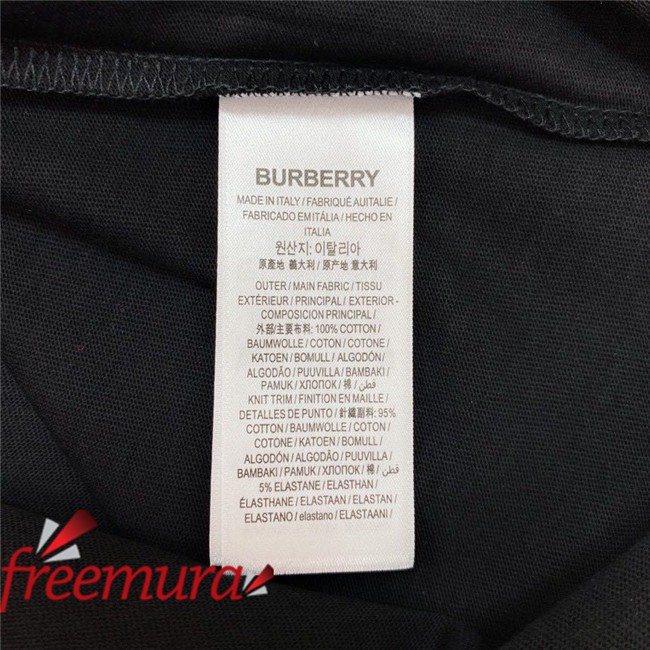 BURBERRY
MADE IN ITALY / FABRIQUÉ AUITALIE /
FABRICADO EMITÁLIA / HECHO EN
ITALIA
원산지: 이탈리아
原產地 義大利 / 原产地 意大利
OUTER / MAIN FABRIC / TISSU
EXTÉRIEUR / PRINCIPAL / EXTERIOR -
COMPOSICION PRINCIPAL /
外部/主要布料: 100% COTTON /
BAUMWOLLE / COTON / COTONE /
KATOEN / BOMULL / ALGODÓN /
ALGODÃO / PUUVILLA / BAMBAKI /
PAMUK / ХЛОПОК / 棉 / قطن /
KNIT TRIM / FINITION EN MAILLE /
DETALLES DE PUNTO / 針織副料: 95%
COTTON / BAUMWOLLE / COTON /
COTONE / KATOEN / BOMULL /
ALGODÓN / ALGODÃO / PUUVILLA /
BAMBAKI / PAMUK / ХЛОПОК / 棉 / قطن /
5% ELASTANE / ELASTHAN /
ÉLASTHANE / ELASTAAN / ELASTAN /
ELASTANO / elastano / ELASTAANI /
freemura